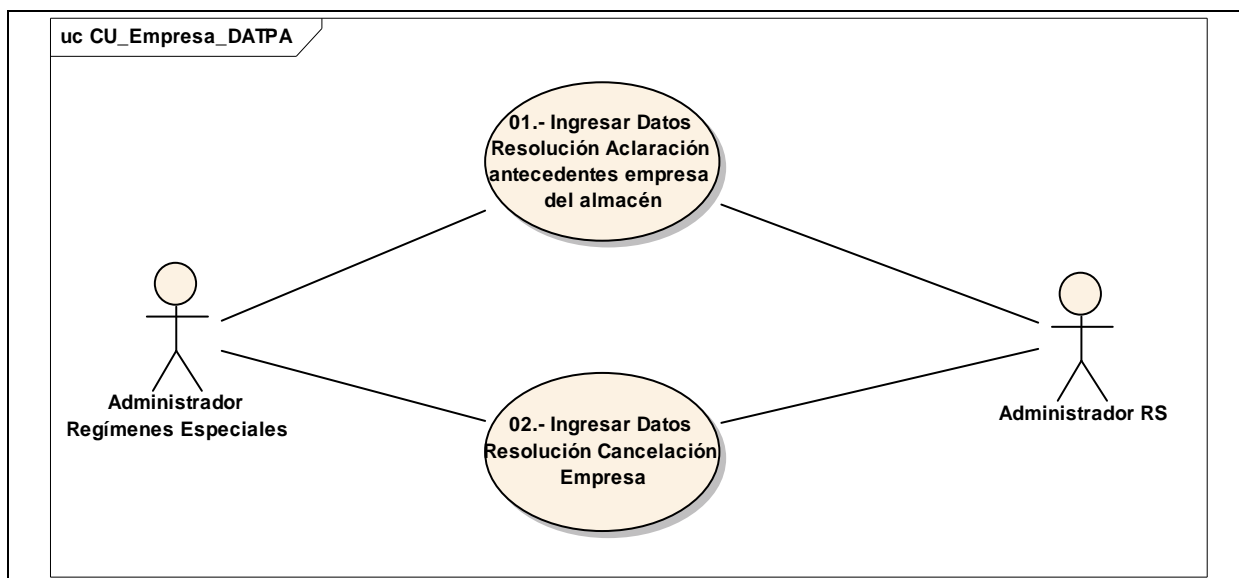 uc CU_Empresa_DATPA
01.- Ingresar Datos
Resolución Aclaración
antecedentes empresa
del almacén
Administrador
Regímenes Especiales
Administrador RS
02.- Ingresar Datos
Resolución Cancelación
Empresa